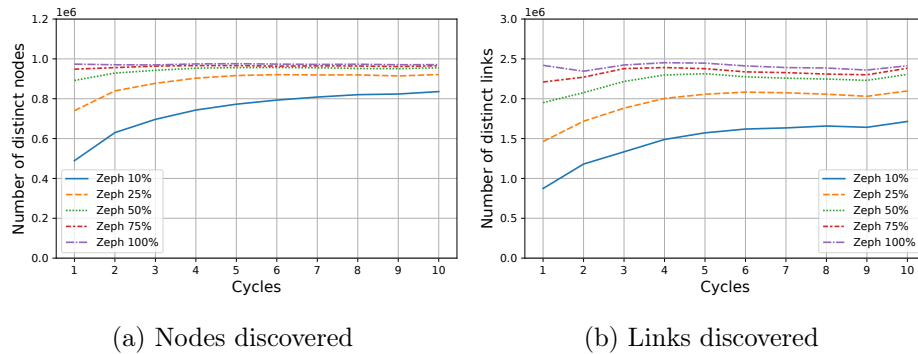 1e6
1.2
1.0
0.8
0.6
0.4
0.2
0.0
Number of distinct nodes
Zeph 10%
Zeph 25%
Zeph 50%
Zeph 75%
Zeph 100%
1 2 3 4 5 6 7 8 9 10
Cycles
(a) Nodes discovered
1e6
3.0
2.5
2.0
1.5
1.0
0.5
0.0
Number of distinct links
Zeph 10%
Zeph 25%
Zeph 50%
Zeph 75%
Zeph 100%
1 2 3 4 5 6 7 8 9 10
Cycles
(b) Links discovered